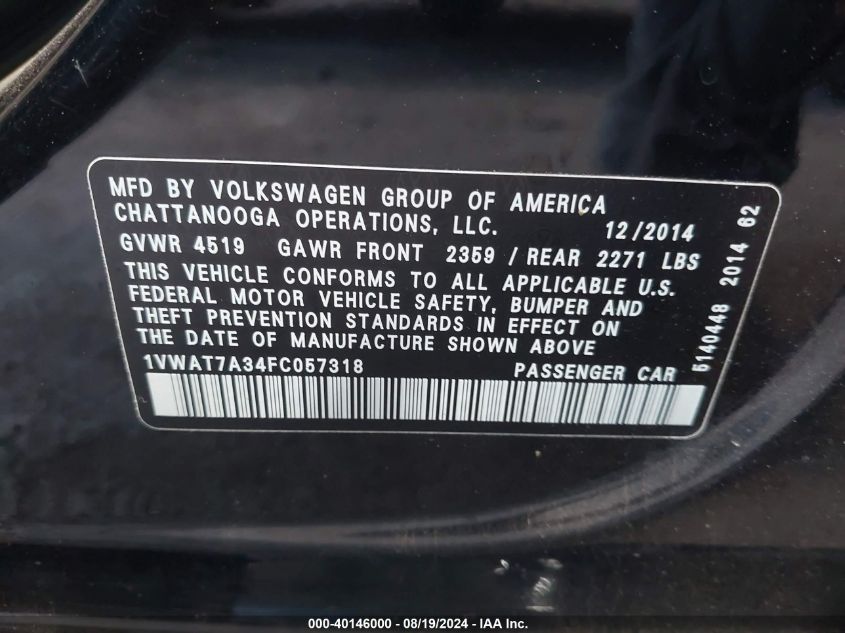 MFD BY VOLKSWAGEN GROUP OF AMERICA
CHATTANOOGA OPERATIONS, LLC. 12/2014
GVWR 4519 GAWR FRONT 2359 / REAR 2271 LBS
THIS VEHICLE CONFORMS TO ALL APPLICABLE U.S.
FEDERAL MOTOR VEHICLE SAFETY, BUMPER AND
THEFT PREVENTION STANDARDS IN EFFECT ON
THE DATE OF MANUFACTURE SHOWN ABOVE
1VWAT7A34FC057318 PASSENGER CAR
5140448 2014 62
000-40146000 - 08/19/2024 - IAA Inc.